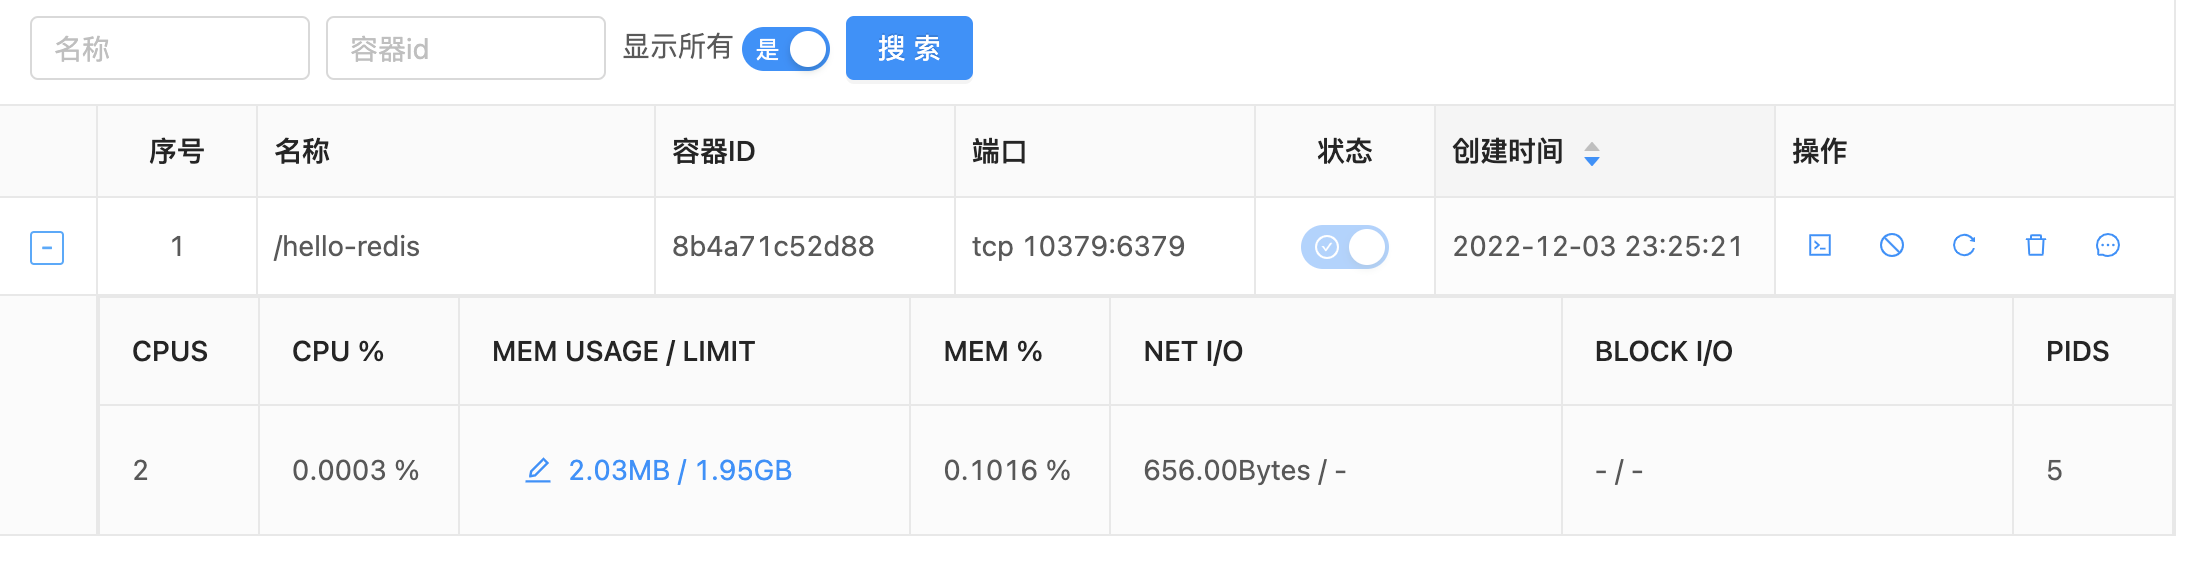 名称 容器id 显示所有 是 搜 索
序号 名称 容器ID 端口 状态 创建时间 操作
1 /hello-redis 8b4a71c52d88 tcp 10379:6379 2022-12-03 23:25:21
CPUS CPU % MEM USAGE / LIMIT MEM % NET I/O BLOCK I/O PIDS
2 0.0003 % 2.03MB / 1.95GB 0.1016 % 656.00Bytes / - - / - 5